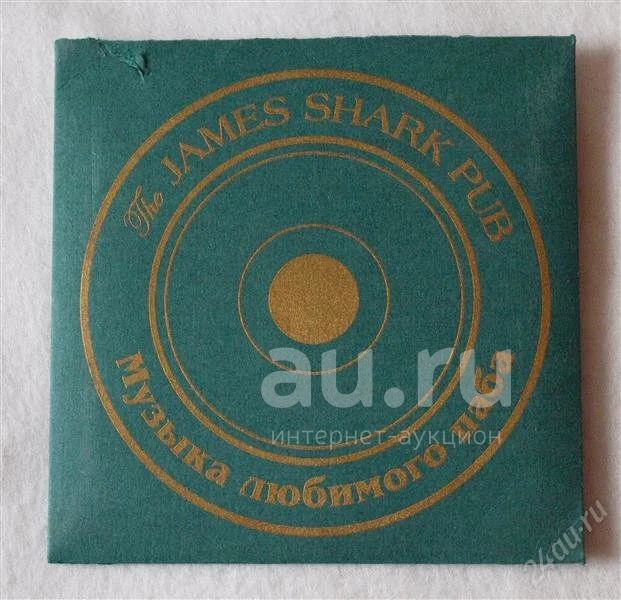 The JAMES SHARK PUB
au.ru
интернет-аукцион
Музыка любимого паба
24au.ru